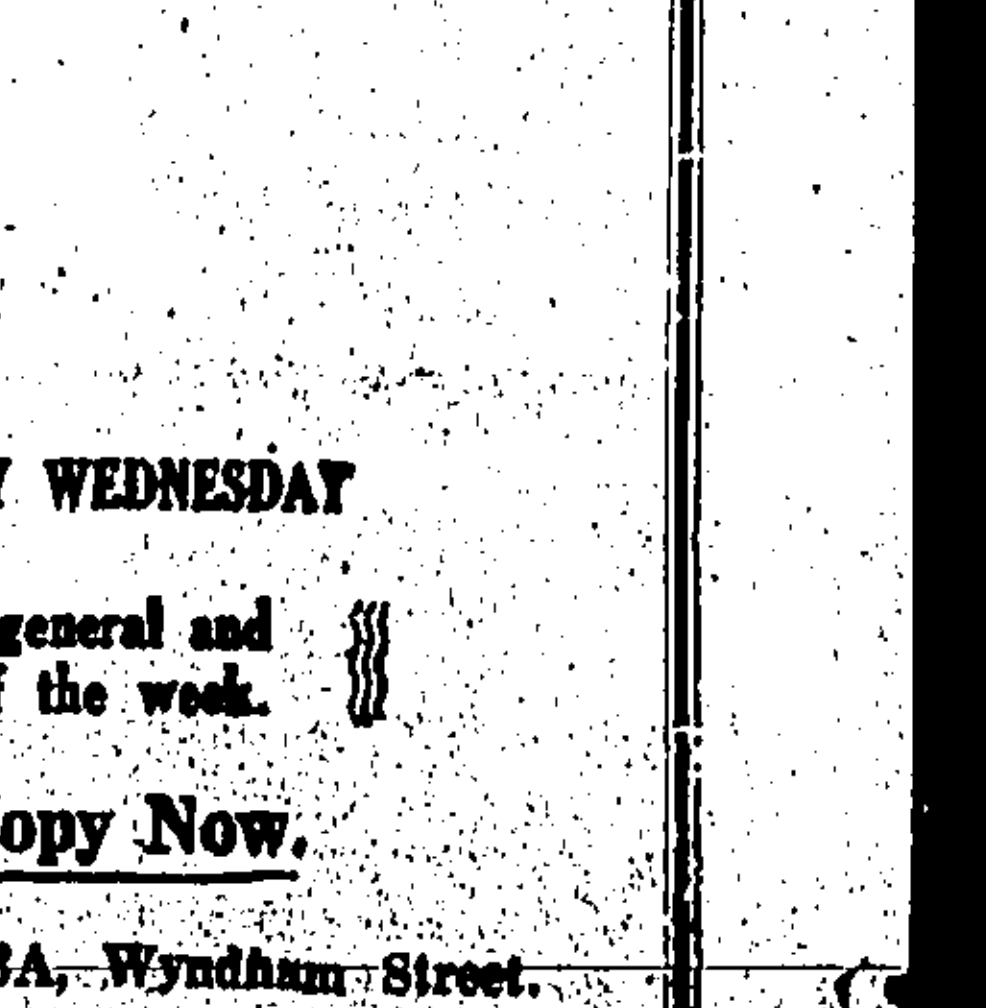 Y WEDNESDAY
general and
f the week.
opy Now.
3A, Wyndham Street.